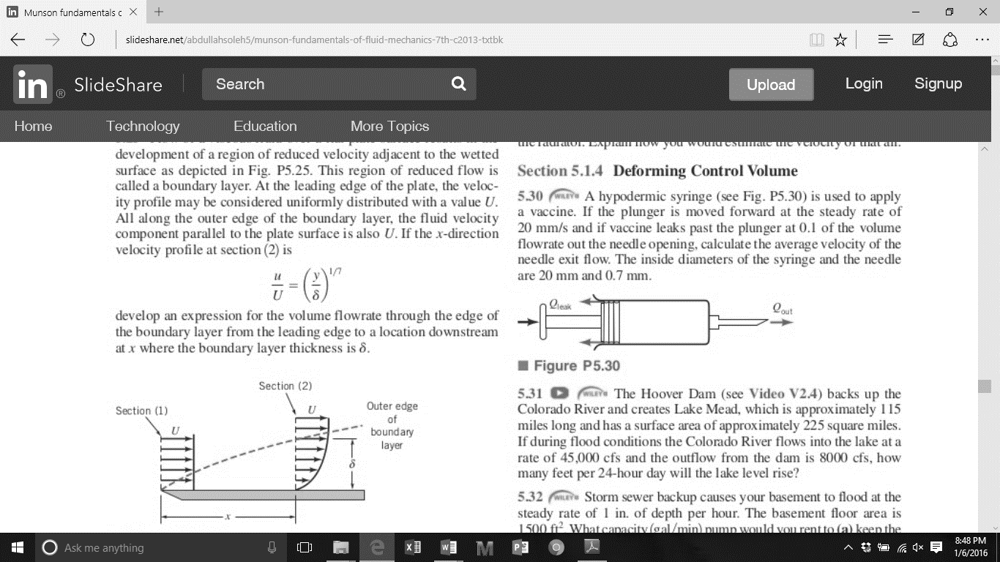 Munson fundamentals c
slideshare.net/abdullahsoleh5/munson-fundamentals-of-fluid-mechanics-7th-c2013-txtbk
in ® SlideShare
Search
Upload
Login
Signup
Home
Technology
Education
More Topics
development of a region of reduced velocity adjacent to the wetted
surface as depicted in Fig. P5.25. This region of reduced flow is
called a boundary layer. At the leading edge of the plate, the veloc-
ity profile may be considered uniformly distributed with a value U.
All along the outer edge of the boundary layer, the fluid velocity
component parallel to the plate surface is also U. If the x-direction
velocity profile at section (2) is
u/U = (y/δ)^1/7
develop an expression for the volume flowrate through the edge of
the boundary layer from the leading edge to a location downstream
at x where the boundary layer thickness is δ.
Section (2)
Section (1)
U
U
Outer edge
of
boundary
layer
δ
x
the radiator. Explain how you would estimate the velocity of that air.
Section 5.1.4 Deforming Control Volume
5.30 WILEY A hypodermic syringe (see Fig. P5.30) is used to apply
a vaccine. If the plunger is moved forward at the steady rate of
20 mm/s and if vaccine leaks past the plunger at 0.1 of the volume
flowrate out the needle opening, calculate the average velocity of the
needle exit flow. The inside diameters of the syringe and the needle
are 20 mm and 0.7 mm.
Qleak
Qout
Figure P5.30
5.31 WILEY The Hoover Dam (see Video V2.4) backs up the
Colorado River and creates Lake Mead, which is approximately 115
miles long and has a surface area of approximately 225 square miles.
If during flood conditions the Colorado River flows into the lake at a
rate of 45,000 cfs and the outflow from the dam is 8000 cfs, how
many feet per 24-hour day will the lake level rise?
5.32 WILEY Storm sewer backup causes your basement to flood at the
steady rate of 1 in. of depth per hour. The basement floor area is
1500 ft². What capacity (gal/min) pump would you rent to (a) keep the
Ask me anything
8:48 PM
1/6/2016